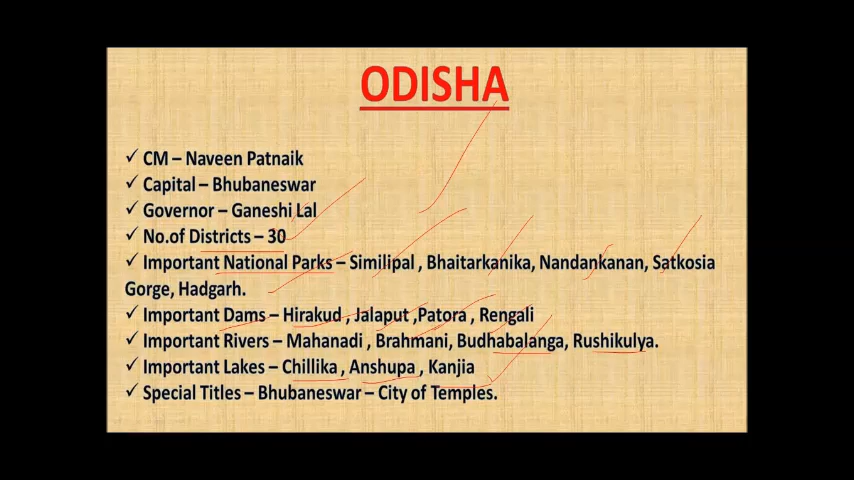 ODISHA
✓ CM – Naveen Patnaik
✓ Capital – Bhubaneswar
✓ Governor – Ganeshi Lal
✓ No.of Districts – 30
✓ Important National Parks – Similipal , Bhaitarkanika, Nandankanan, Satkosia
Gorge, Hadgarh.
✓ Important Dams – Hirakud , Jalaput ,Patora , Rengali
✓ Important Rivers – Mahanadi , Brahmani, Budhabalanga, Rushikulya.
✓ Important Lakes – Chillika , Anshupa , Kanjia
✓ Special Titles – Bhubaneswar – City of Temples.